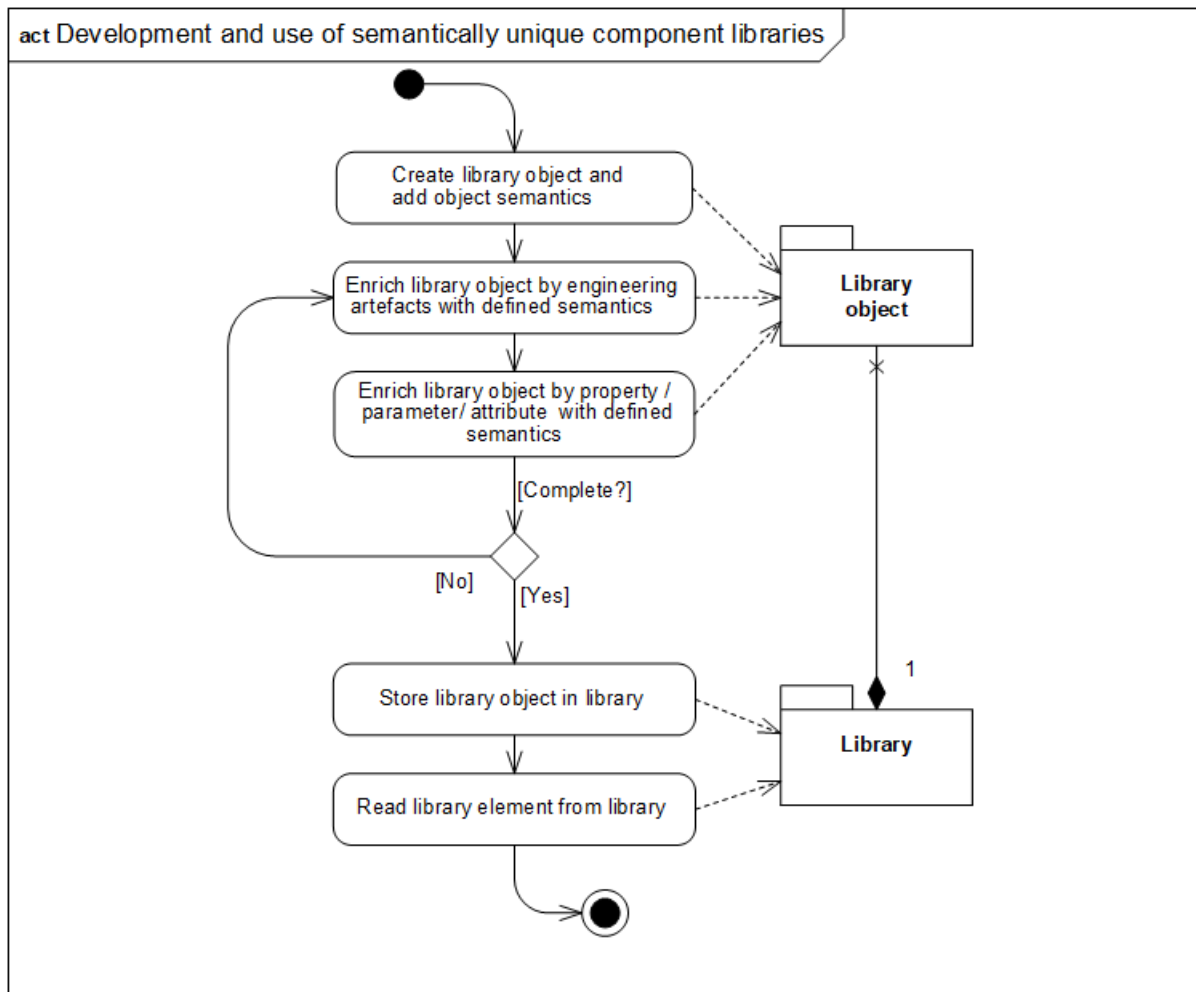 act Development and use of semantically unique component libraries
Create library object and
add object semantics
Enrich library object by engineering
artefacts with defined semantics
Library
object
Enrich library object by property /
parameter/ attribute with defined
semantics
[Complete?]
[No]
[Yes]
1
Store library object in library
Library
Read library element from library